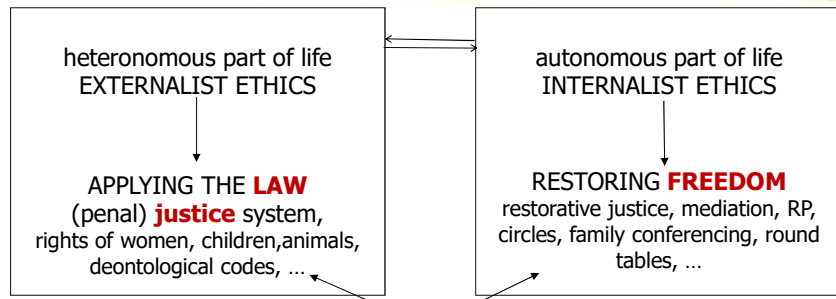 heteronomous part of life
EXTERNALIST ETHICS
APPLYING THE LAW
(penal) justice system,
rights of women, children,animals,
deontological codes, …
autonomous part of life
INTERNALIST ETHICS
RESTORING FREEDOM
restorative justice, mediation, RP,
circles, family conferencing, round
tables, …